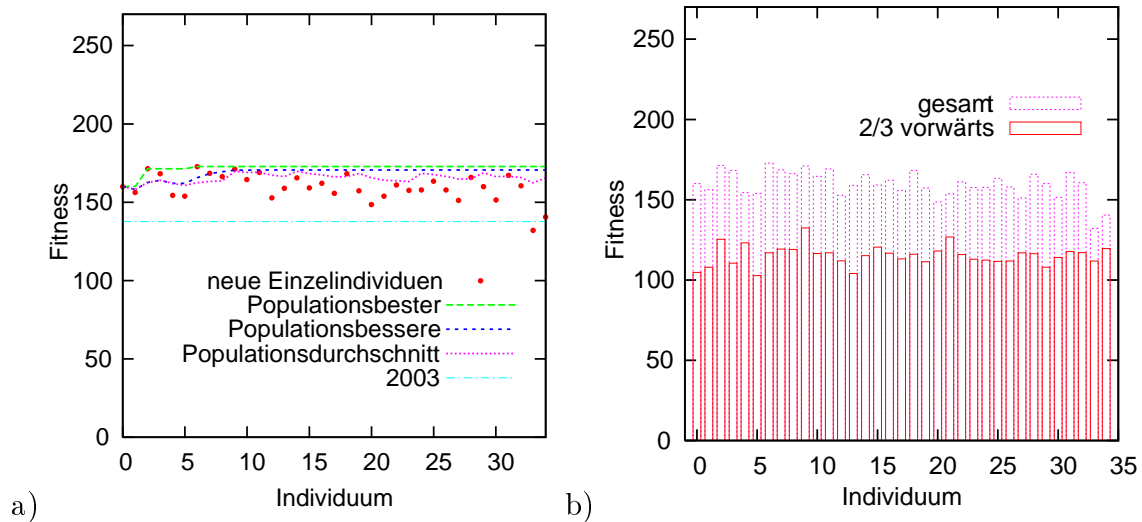 250
200
150
100
50
0
Fitness
neue Einzelindividuen
Populationsbester
Populationsbessere
Populationsdurchschnitt
2003
0 5 10 15 20 25 30
Individuum
a)
250
200
150
100
50
0
Fitness
gesamt
2/3 vorwärts
0 5 10 15 20 25 30 35
Individuum
b)